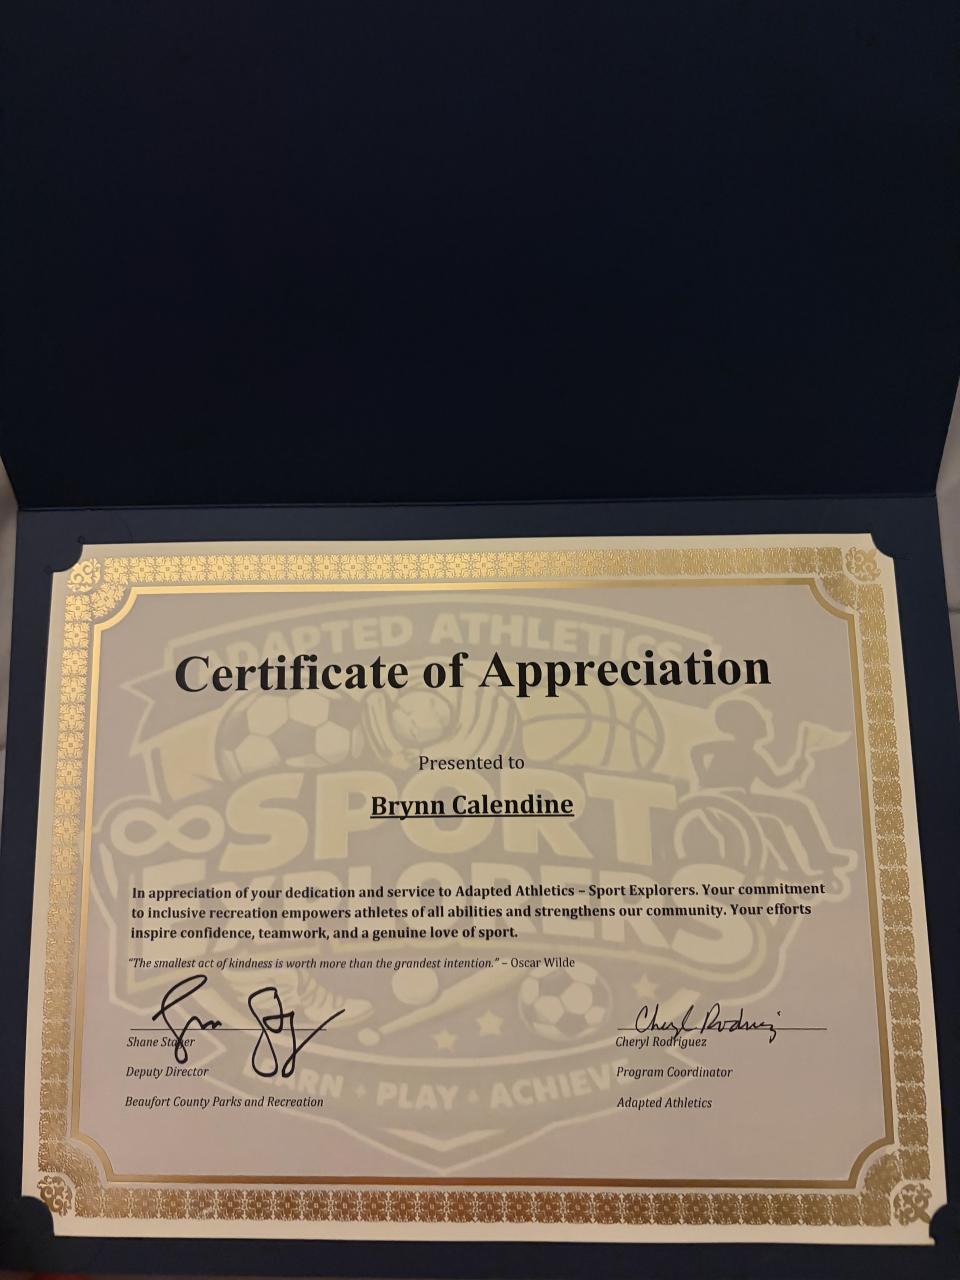 ADAPTED ATHLETICS
Certificate of Appreciation
Presented to
Brynn Calendine
SPORT
EXPLORERS
In appreciation of your dedication and service to Adapted Athletics – Sport Explorers. Your commitment
to inclusive recreation empowers athletes of all abilities and strengthens our community. Your efforts
inspire confidence, teamwork, and a genuine love of sport.
"The smallest act of kindness is worth more than the grandest intention." – Oscar Wilde
Cheryl Rodriguez
Shane Stover Cheryl Rodriguez
Deputy Director Program Coordinator
LEARN · PLAY · ACHIEVE
Beaufort County Parks and Recreation Adapted Athletics